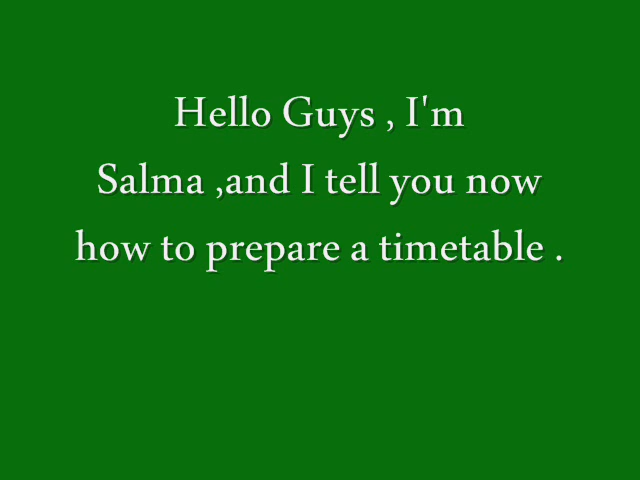 Hello Guys , I'm
Salma ,and I tell you now
how to prepare a timetable .